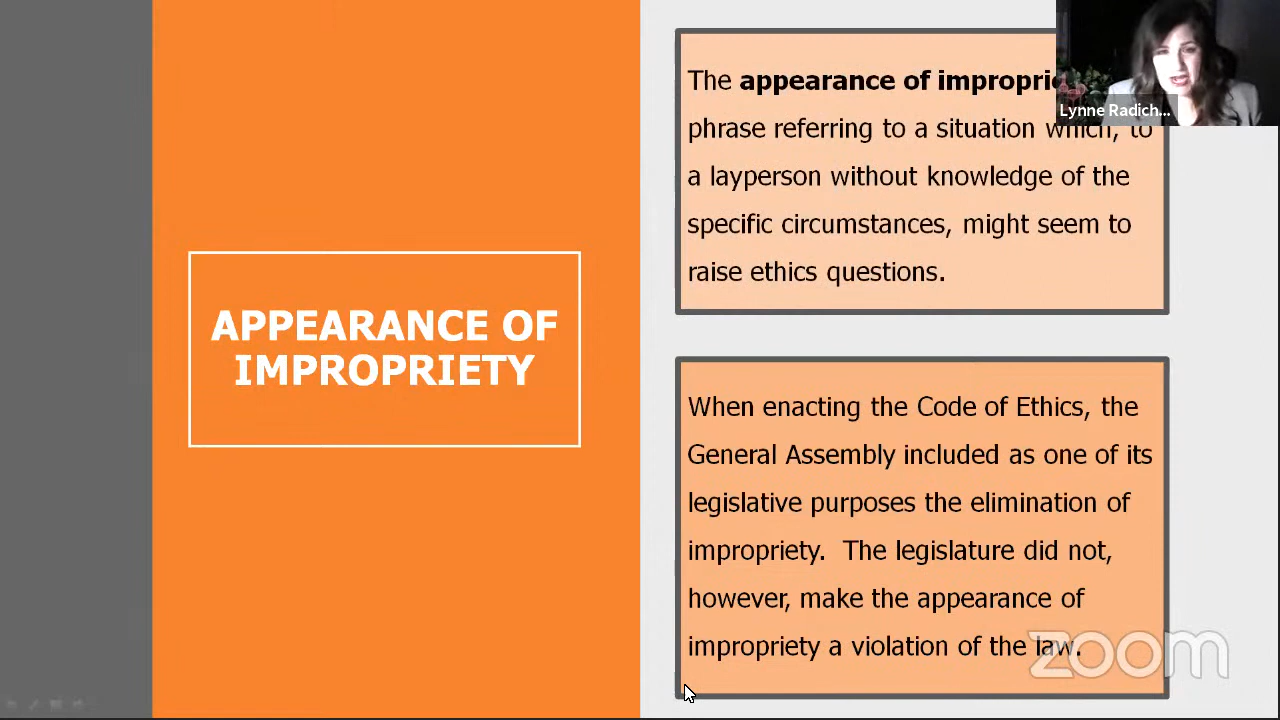 APPEARANCE OF
IMPROPRIETY
The appearance of
phrase referring to a situation which, to
a layperson without knowledge of the
specific circumstances, might seem to
raise ethics questions.
When enacting the Code of Ethics, the
General Assembly included as one of its
legislative purposes the elimination of
impropriety. The legislature did not,
however, make the appearance of
impropriety a violation of the law.
Lynne Radich...
zoom